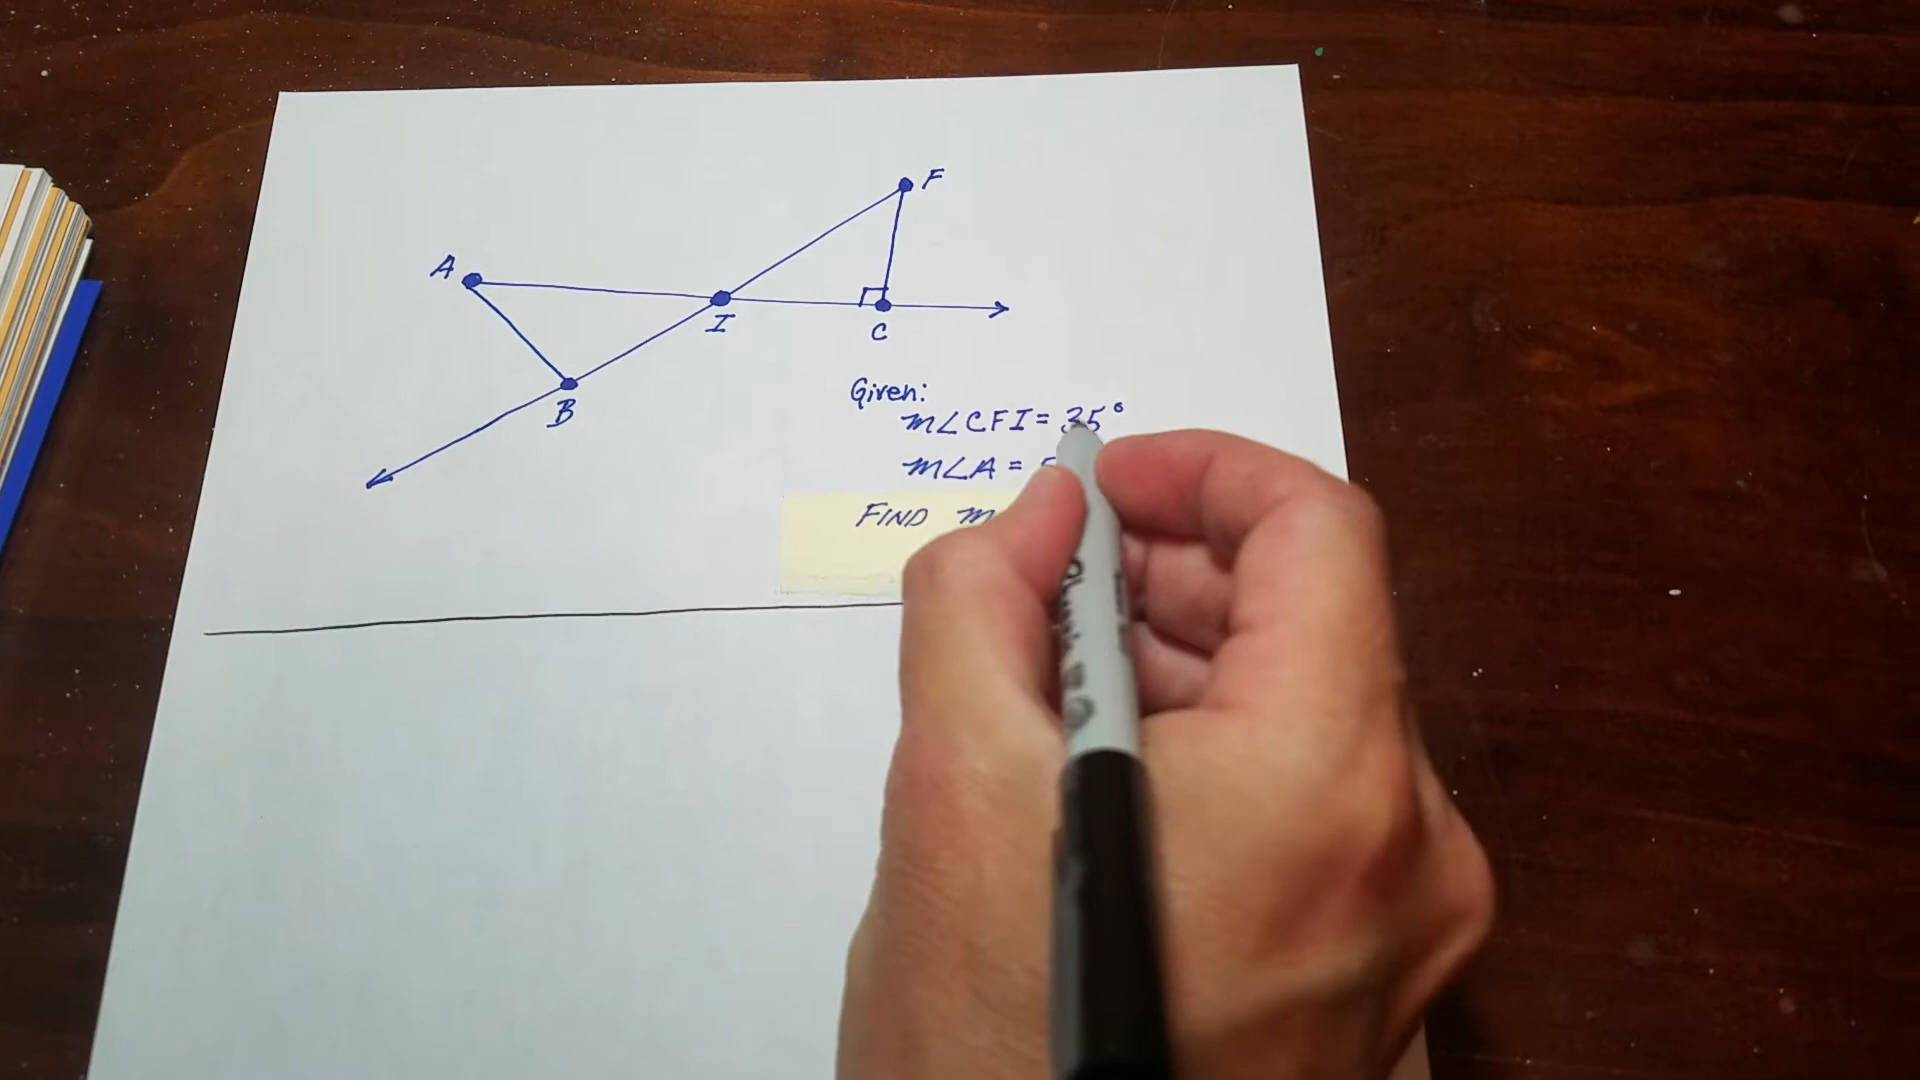 F
A
I
C
B
Given:
m∠CFI = 35°
m∠A =
FIND m